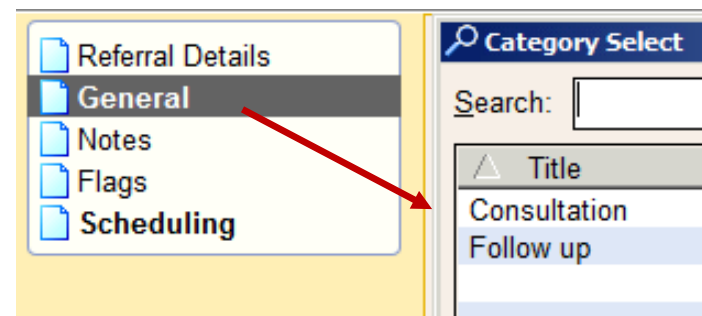 Referral Details
General
Notes
Flags
Scheduling
Category Select
Search:
Title
Consultation
Follow up